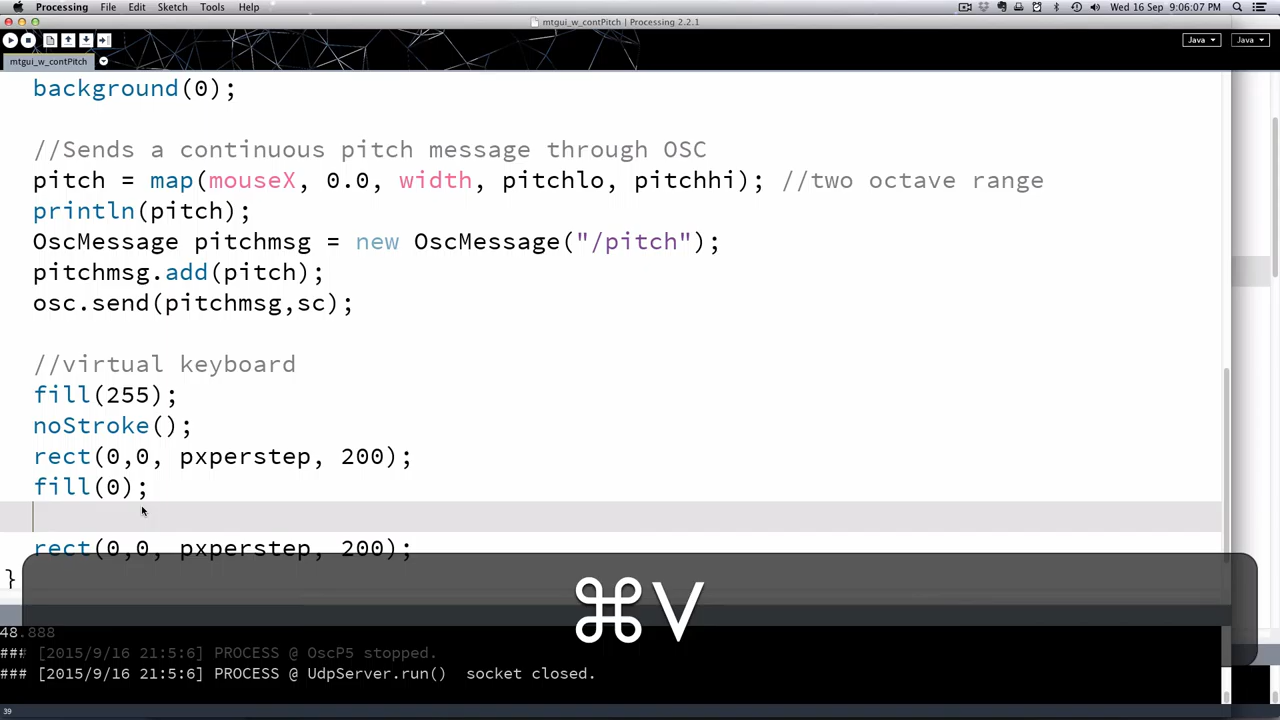 Processing File Edit Sketch Tools Help
Wed 16 Sep 9:06:07 PM
mtgui_w_contPitch | Processing 2.2.1
Java
Java
mtgui_w_contPitch
background(0);
//Sends a continuous pitch message through OSC
pitch = map(mouseX, 0.0, width, pitchlo, pitchhi); //two octave range
println(pitch);
OscMessage pitchmsg = new OscMessage("/pitch");
pitchmsg.add(pitch);
osc.send(pitchmsg,sc);
//virtual keyboard
fill(255);
noStroke();
rect(0,0, pxperstep, 200);
fill(0);
rect(0,0, pxperstep, 200);
}
⌘V
48.888
### [2015/9/16 21:5:6] PROCESS @ OscP5 stopped.
### [2015/9/16 21:5:6] PROCESS @ UdpServer.run()  socket closed.
39